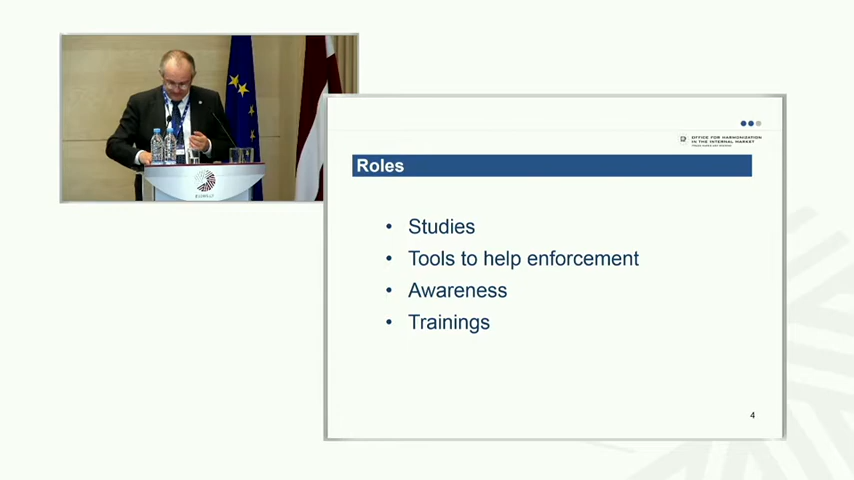 OFFICE FOR HARMONIZATION
IN THE INTERNAL MARKET
Roles
• Studies
• Tools to help enforcement
• Awareness
• Trainings
4